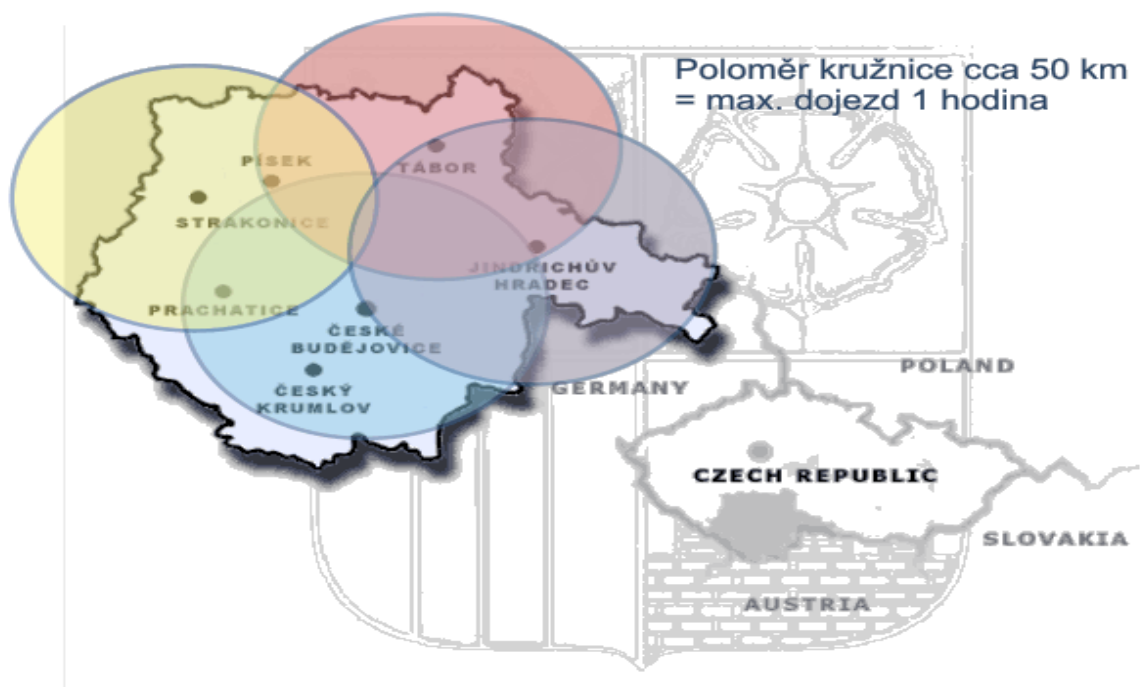 Poloměr kružnice cca 50 km
= max. dojezd 1 hodina
PÍSEK
TÁBOR
STRAKONICE
JINDŘICHŮV
HRADEC
PRACHATICE
ČESKÉ
BUDĚJOVICE
ČESKÝ
KRUMLOV
GERMANY
POLAND
CZECH REPUBLIC
SLOVAKIA
AUSTRIA